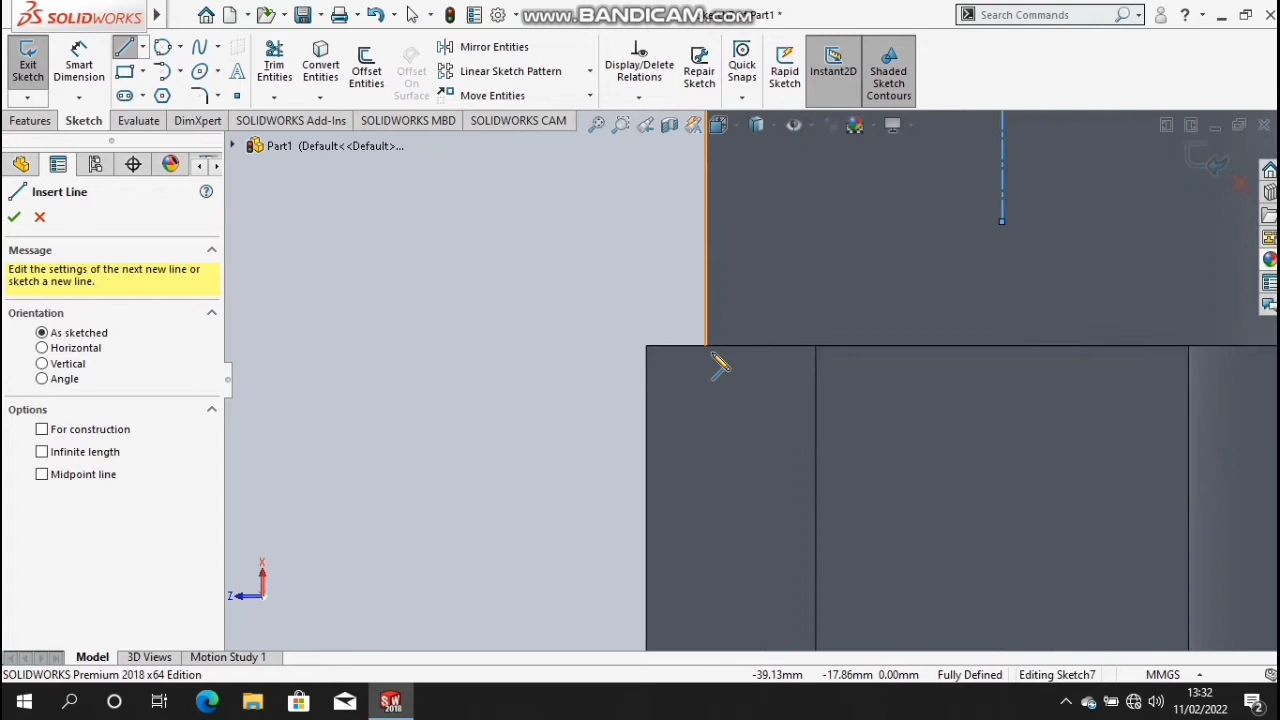 SOLIDWORKS
www.BANDICAM.com
Part1 *
Search Commands
?
Exit Sketch
Smart Dimension
Trim Entities
Convert Entities
Offset Entities
Offset On Surface
Mirror Entities
Linear Sketch Pattern
Move Entities
Display/Delete Relations
Repair Sketch
Quick Snaps
Rapid Sketch
Instant2D
Shaded Sketch Contours
Features
Sketch
Evaluate
DimXpert
SOLIDWORKS Add-Ins
SOLIDWORKS MBD
SOLIDWORKS CAM
Part1 (Default<<Default>...
Insert Line
?
Message
Edit the settings of the next new line or
sketch a new line.
Orientation
As sketched
Horizontal
Vertical
Angle
Options
For construction
Infinite length
Midpoint line
X
Z
Model
3D Views
Motion Study 1
SOLIDWORKS Premium 2018 x64 Edition
-39.13mm
-17.86mm 0.00mm
Fully Defined
Editing Sketch7
MMGS
SW
2018
13:32
11/02/2022
2